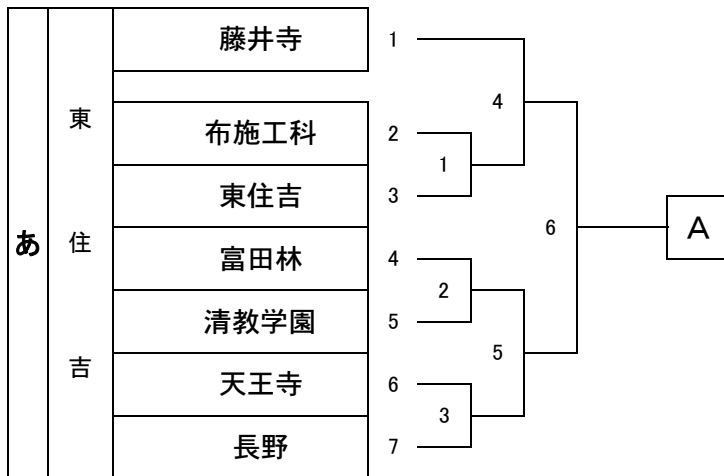 あ
東住吉
藤井寺 1
布施工科 2
東住吉 3
富田林 4
清教学園 5
天王寺 6
長野 7
1
2
3
4
5
6
A